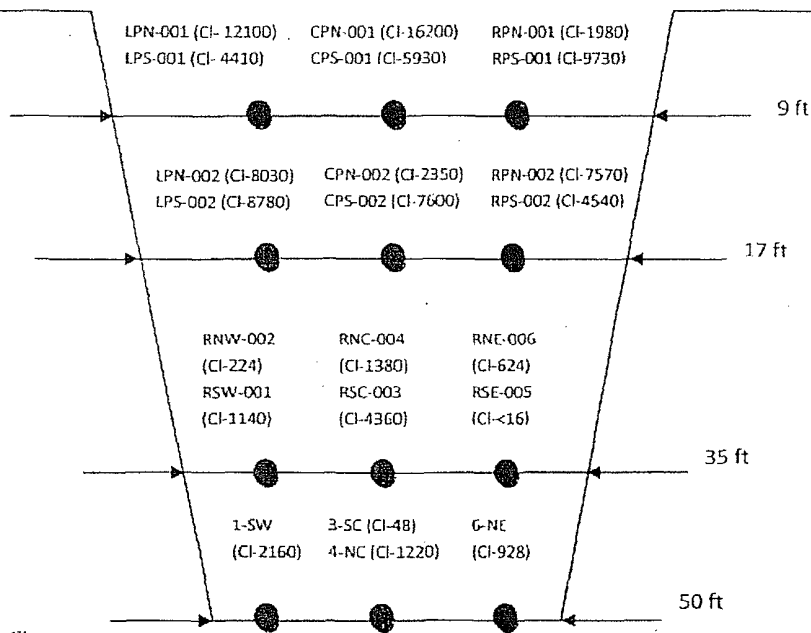 LPN-001 (Cl- 12100) CPN-001 (Cl-16200) RPN-001 (Cl-1980)
LPS-001 (Cl- 4410) CPS-001 (Cl-5930) RPS-001 (Cl-9730)
9 ft
LPN-002 (Cl-8030) CPN-002 (Cl-2350) RPN-002 (Cl-7570)
LPS-002 (Cl-8780) CPS-002 (Cl-7600) RPS-002 (Cl-4540)
17 ft
RNW-002 RNC-004 RNE-006
(Cl-224) (Cl-1380) (Cl-624)
RSW-001 RSC-003 RSE-005
(Cl-1140) (Cl-4360) (Cl-<16)
35 ft
1-SW 3-SC (Cl-48) 6-NE
(Cl-2160) 4-NC (Cl-1220) (Cl-928)
50 ft